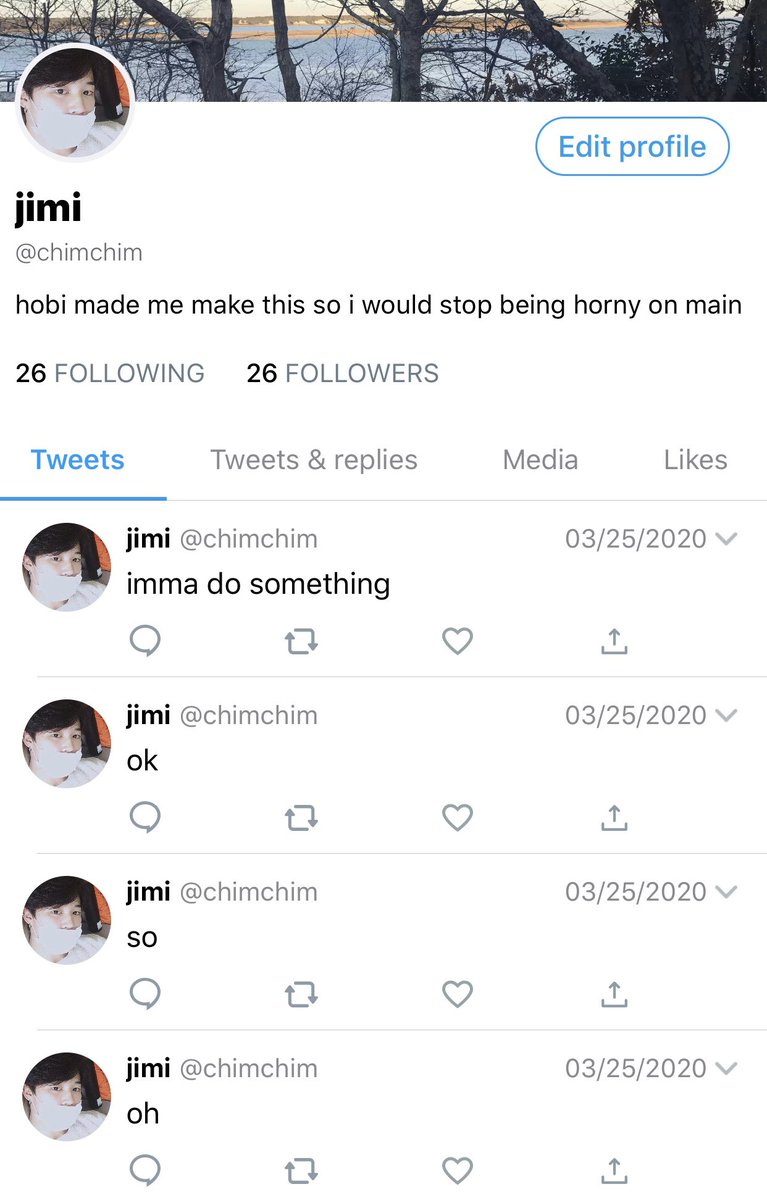 Edit profile
jimi
@chimchim
hobi made me make this so i would stop being horny on main
26 FOLLOWING 26 FOLLOWERS
Tweets Tweets & replies Media Likes
jimi @chimchim 03/25/2020
imma do something
jimi @chimchim 03/25/2020
ok
jimi @chimchim 03/25/2020
so
jimi @chimchim 03/25/2020
oh